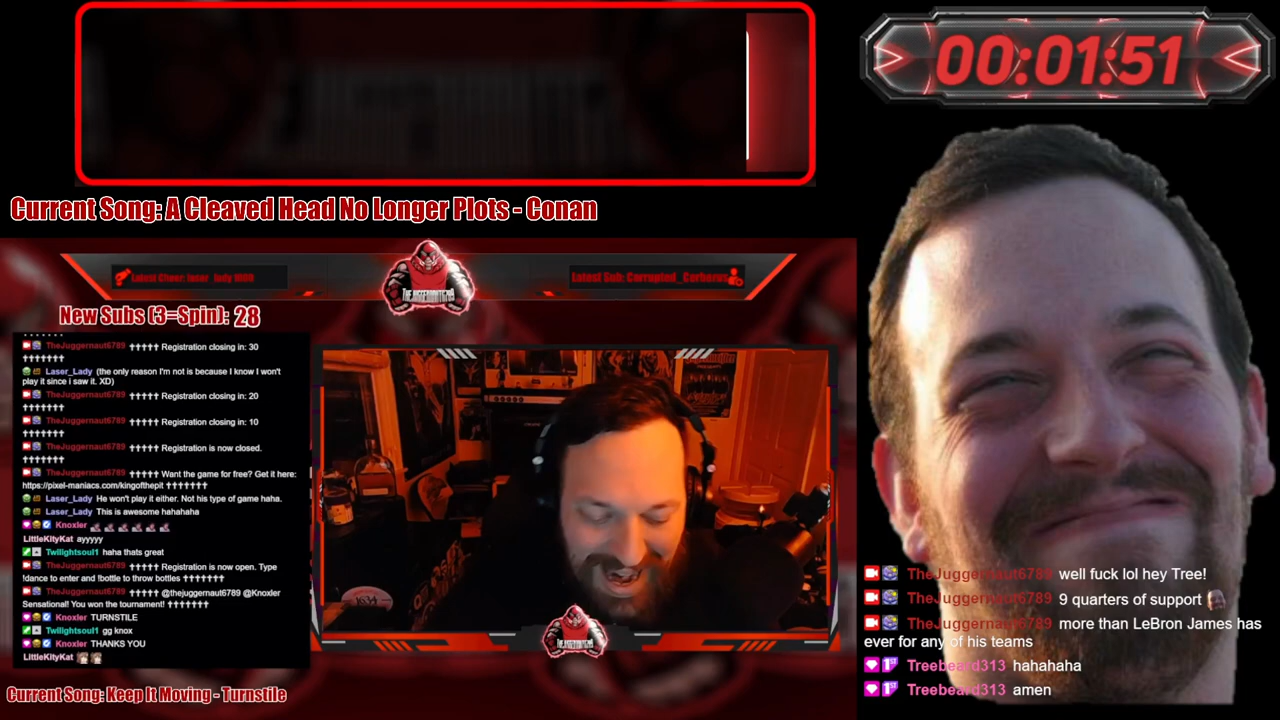 00:01:51
Current Song: A Cleaved Head No Longer Plots - Conan
Latest Cheer: laser_lady 1000
Latest Sub: Corrupted_Cerberus
THEJUGGERNAUT6789
New Subs (3=Spin): 28
TheJuggernaut6789 ††††† Registration closing in: 30
†††††††
Laser_Lady (the only reason I'm not is because I know I won't
play it since i saw it. XD)
TheJuggernaut6789 ††††† Registration closing in: 20
†††††††
TheJuggernaut6789 ††††† Registration closing in: 10
†††††††
TheJuggernaut6789 ††††† Registration is now closed.
†††††††
TheJuggernaut6789 ††††† Want the game for free? Get it here:
https://pixel-maniacs.com/kingofthepit †††††††
Laser_Lady He won't play it either. Not his type of game haha.
Laser_Lady This is awesome hahahaha
Knoxler
LittleKityKat ayyyyy
Twilightsoul1 haha thats great
TheJuggernaut6789 ††††† Registration is now open. Type
!dance to enter and !bottle to throw bottles †††††††
TheJuggernaut6789 ††††† @thejuggernaut6789 @Knoxler
Sensational! You won the tournament! †††††††
Knoxler TURNSTILE
Twilightsoul1 gg knox
Knoxler THANKS YOU
LittleKityKat
Current Song: Keep It Moving - Turnstile
1634
THEJUGGERNAUT6789
TheJuggernaut6789 well fuck lol hey Tree!
TheJuggernaut6789 9 quarters of support
TheJuggernaut6789 more than LeBron James has
ever for any of his teams
Treebeard313 hahahaha
Treebeard313 amen